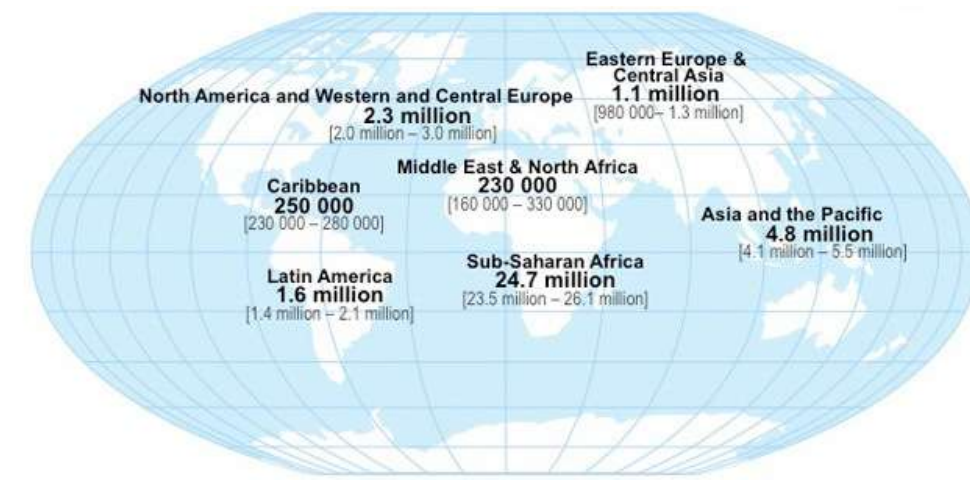 Eastern Europe &
Central Asia
1.1 million
[980 000– 1.3 million]
North America and Western and Central Europe
2.3 million
[2.0 million – 3.0 million]
Middle East & North Africa
230 000
[160 000 – 330 000]
Caribbean
250 000
[230 000 – 280 000]
Asia and the Pacific
4.8 million
[4.1 million – 5.5 million]
Sub-Saharan Africa
24.7 million
[23.5 million – 26.1 million]
Latin America
1.6 million
[1.4 million – 2.1 million]